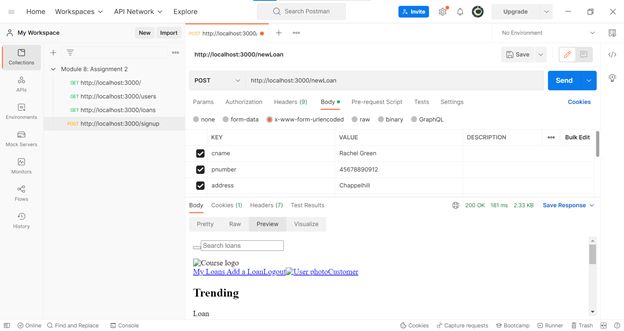 Home Workspaces API Network Explore Search Postman Invite Upgrade
My Workspace New Import POST http://localhost:3000/ No Environment
Collections
APIs
Environments
Mock Servers
Monitors
Flows
History
Module 8: Assignment 2
GET http://localhost:3000/
GET http://localhost:3000/users
GET http://localhost:3000/loans
POST http://localhost:3000/signup
http://localhost:3000/newLoan Save
POST http://localhost:3000/newLoan Send
Params Authorization Headers (9) Body Pre-request Script Tests Settings Cookies
none form-data x-www-form-urlencoded raw binary GraphQL
KEY VALUE DESCRIPTION Bulk Edit
cname Rachel Green
pnumber 45678890912
address Chappelhill
Body Cookies (1) Headers (7) Test Results 200 OK 181 ms 2.33 KB Save Response
Pretty Raw Preview Visualize
Search loans
Course logo
My Loans Add a LoanLogout User photoCustomer
Trending
Loan
Online Find and Replace Console Cookies Capture requests Bootcamp Runner Trash